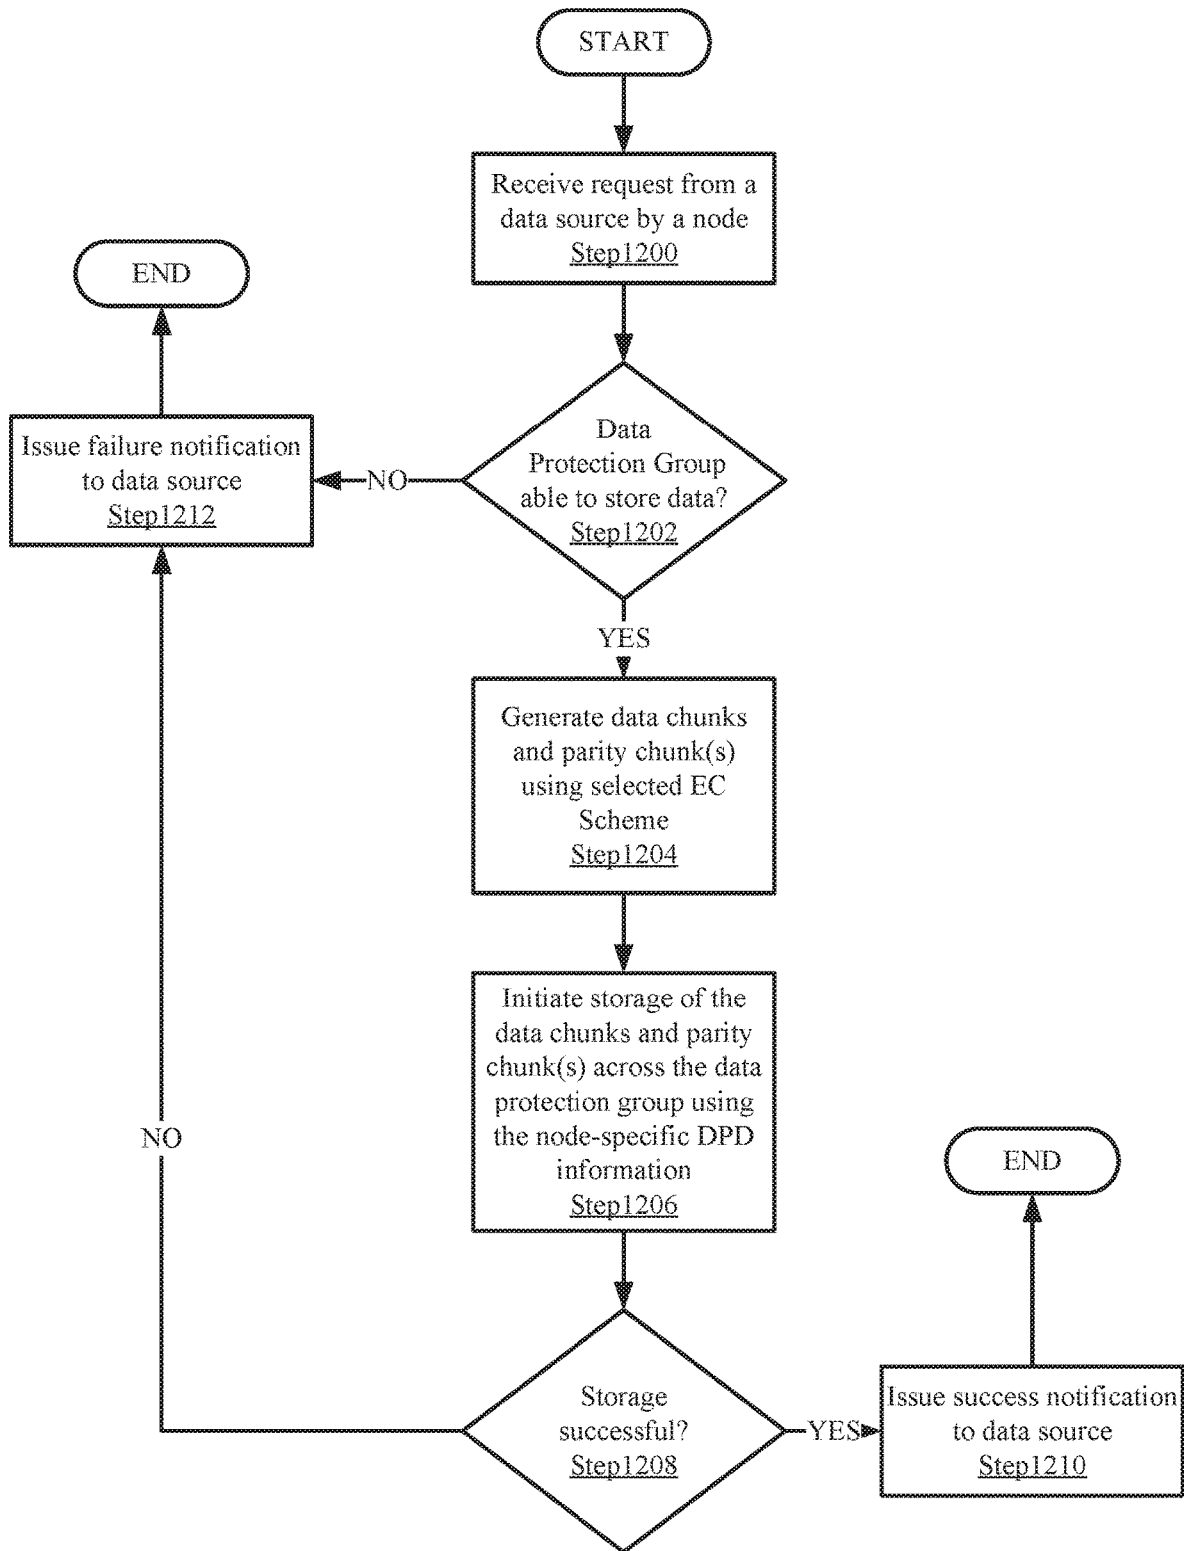 START
Receive request from a
data source by a node
Step1200
END
Issue failure notification
to data source
Step1212
NO
Data
Protection Group
able to store data?
Step1202
YES
Generate data chunks
and parity chunk(s)
using selected EC
Scheme
Step1204
Initiate storage of the
data chunks and parity
chunk(s) across the data
protection group using
the node-specific DPD
information
Step1206
NO
END
Storage
successful?
Step1208
YES
Issue success notification
to data source
Step1210